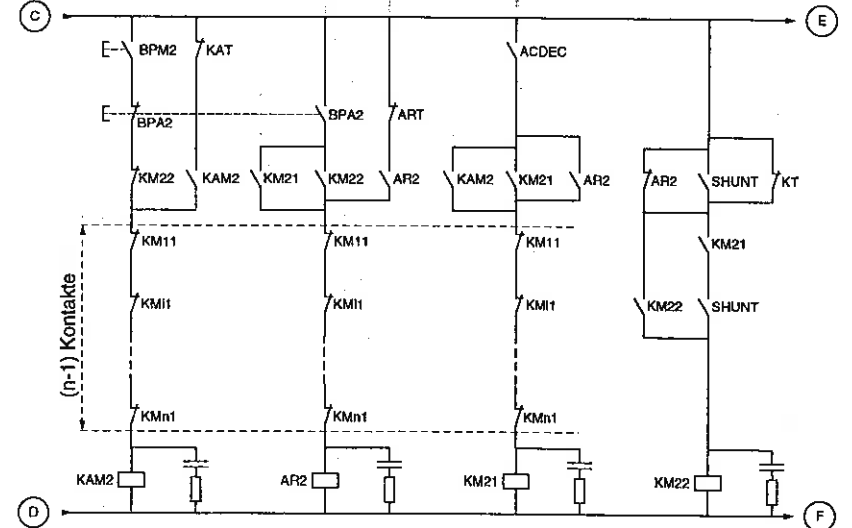 C
E
BPM2
KAT
ACDEC
BPA2
BPA2
ART
KM22
KAM2
KM21
KM22
AR2
KAM2
KM21
AR2
AR2
SHUNT
KT
KM11
KM11
KM11
KM21
(n-1) Kontakte
KMI1
KMI1
KMI1
KM22
SHUNT
KMn1
KMn1
KMn1
KAM2
AR2
KM21
KM22
D
F